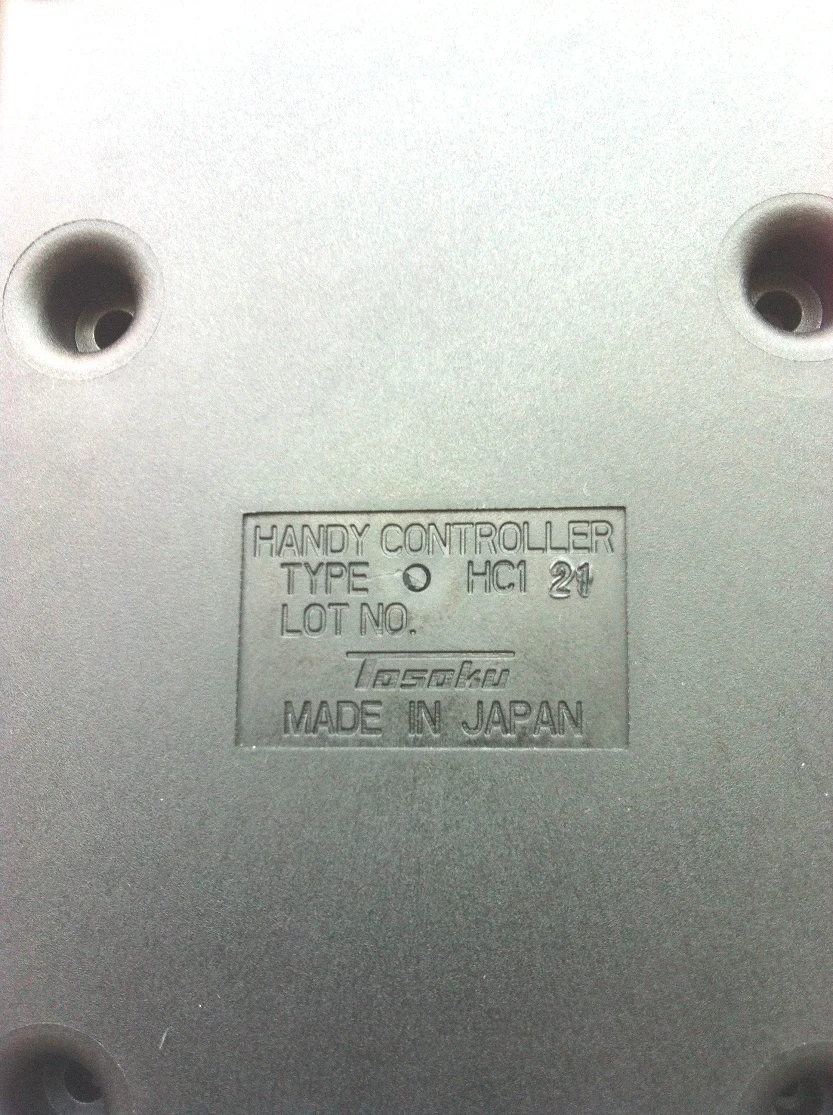 HANDY CONTROLLER
TYPE O HC1 21
LOT NO.
Tosoku
MADE IN JAPAN